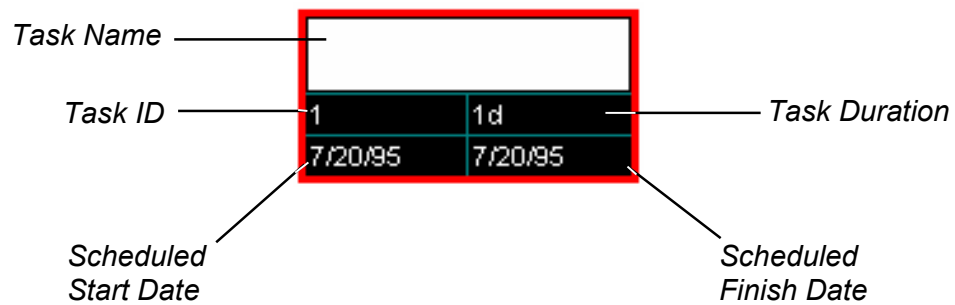 Task Name
Task ID
1
1d
Task Duration
7/20/95
7/20/95
Scheduled
Start Date
Scheduled
Finish Date